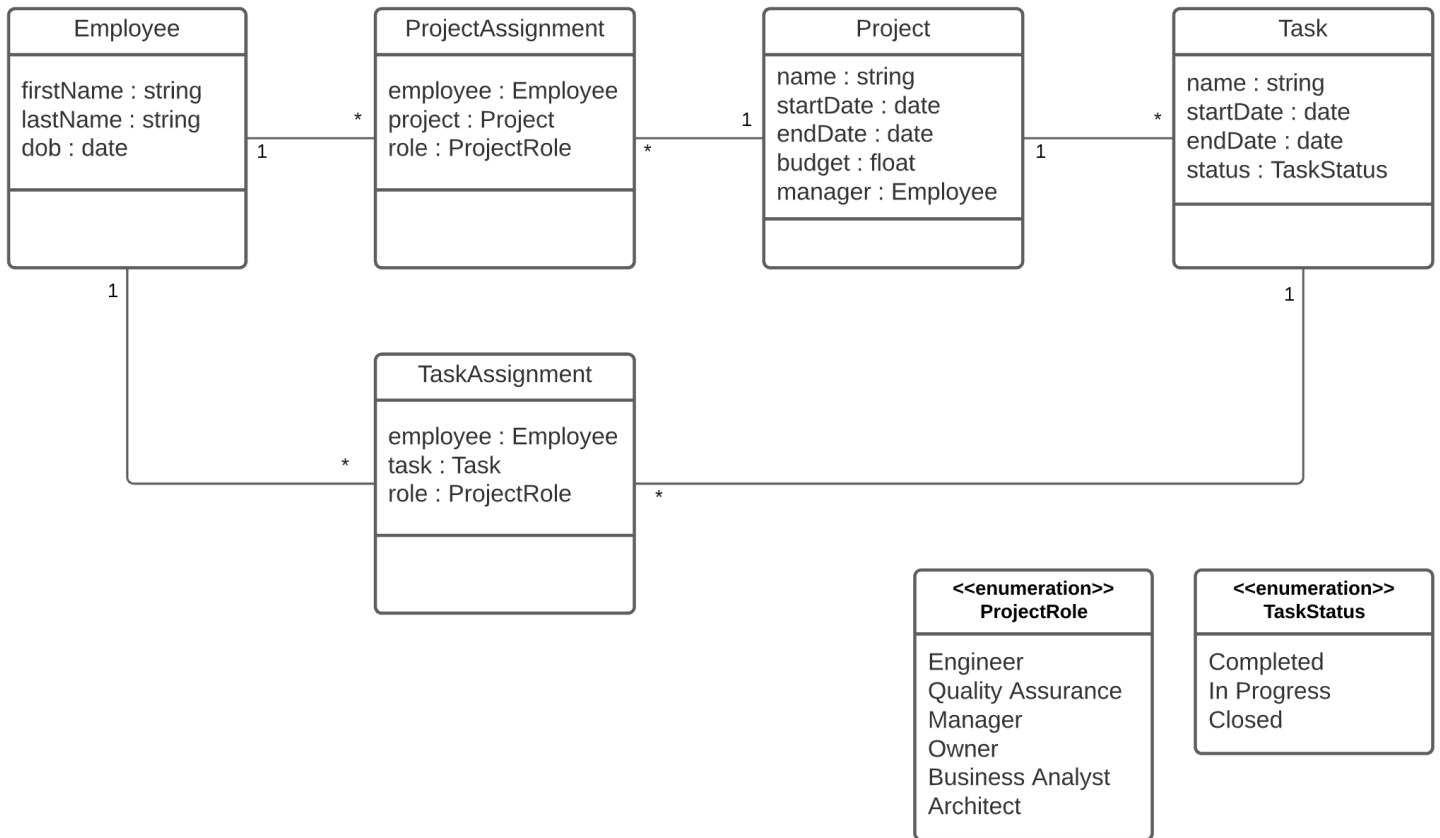 Employee
firstName : string
lastName : string
dob : date
1
*
ProjectAssignment
employee : Employee
project : Project
role : ProjectRole
*
1
Project
name : string
startDate : date
endDate : date
budget : float
manager : Employee
1
*
Task
name : string
startDate : date
endDate : date
status : TaskStatus
1
1
*
TaskAssignment
employee : Employee
task : Task
role : ProjectRole
*
<<enumeration>>
ProjectRole
Engineer
Quality Assurance
Manager
Owner
Business Analyst
Architect
<<enumeration>>
TaskStatus
Completed
In Progress
Closed